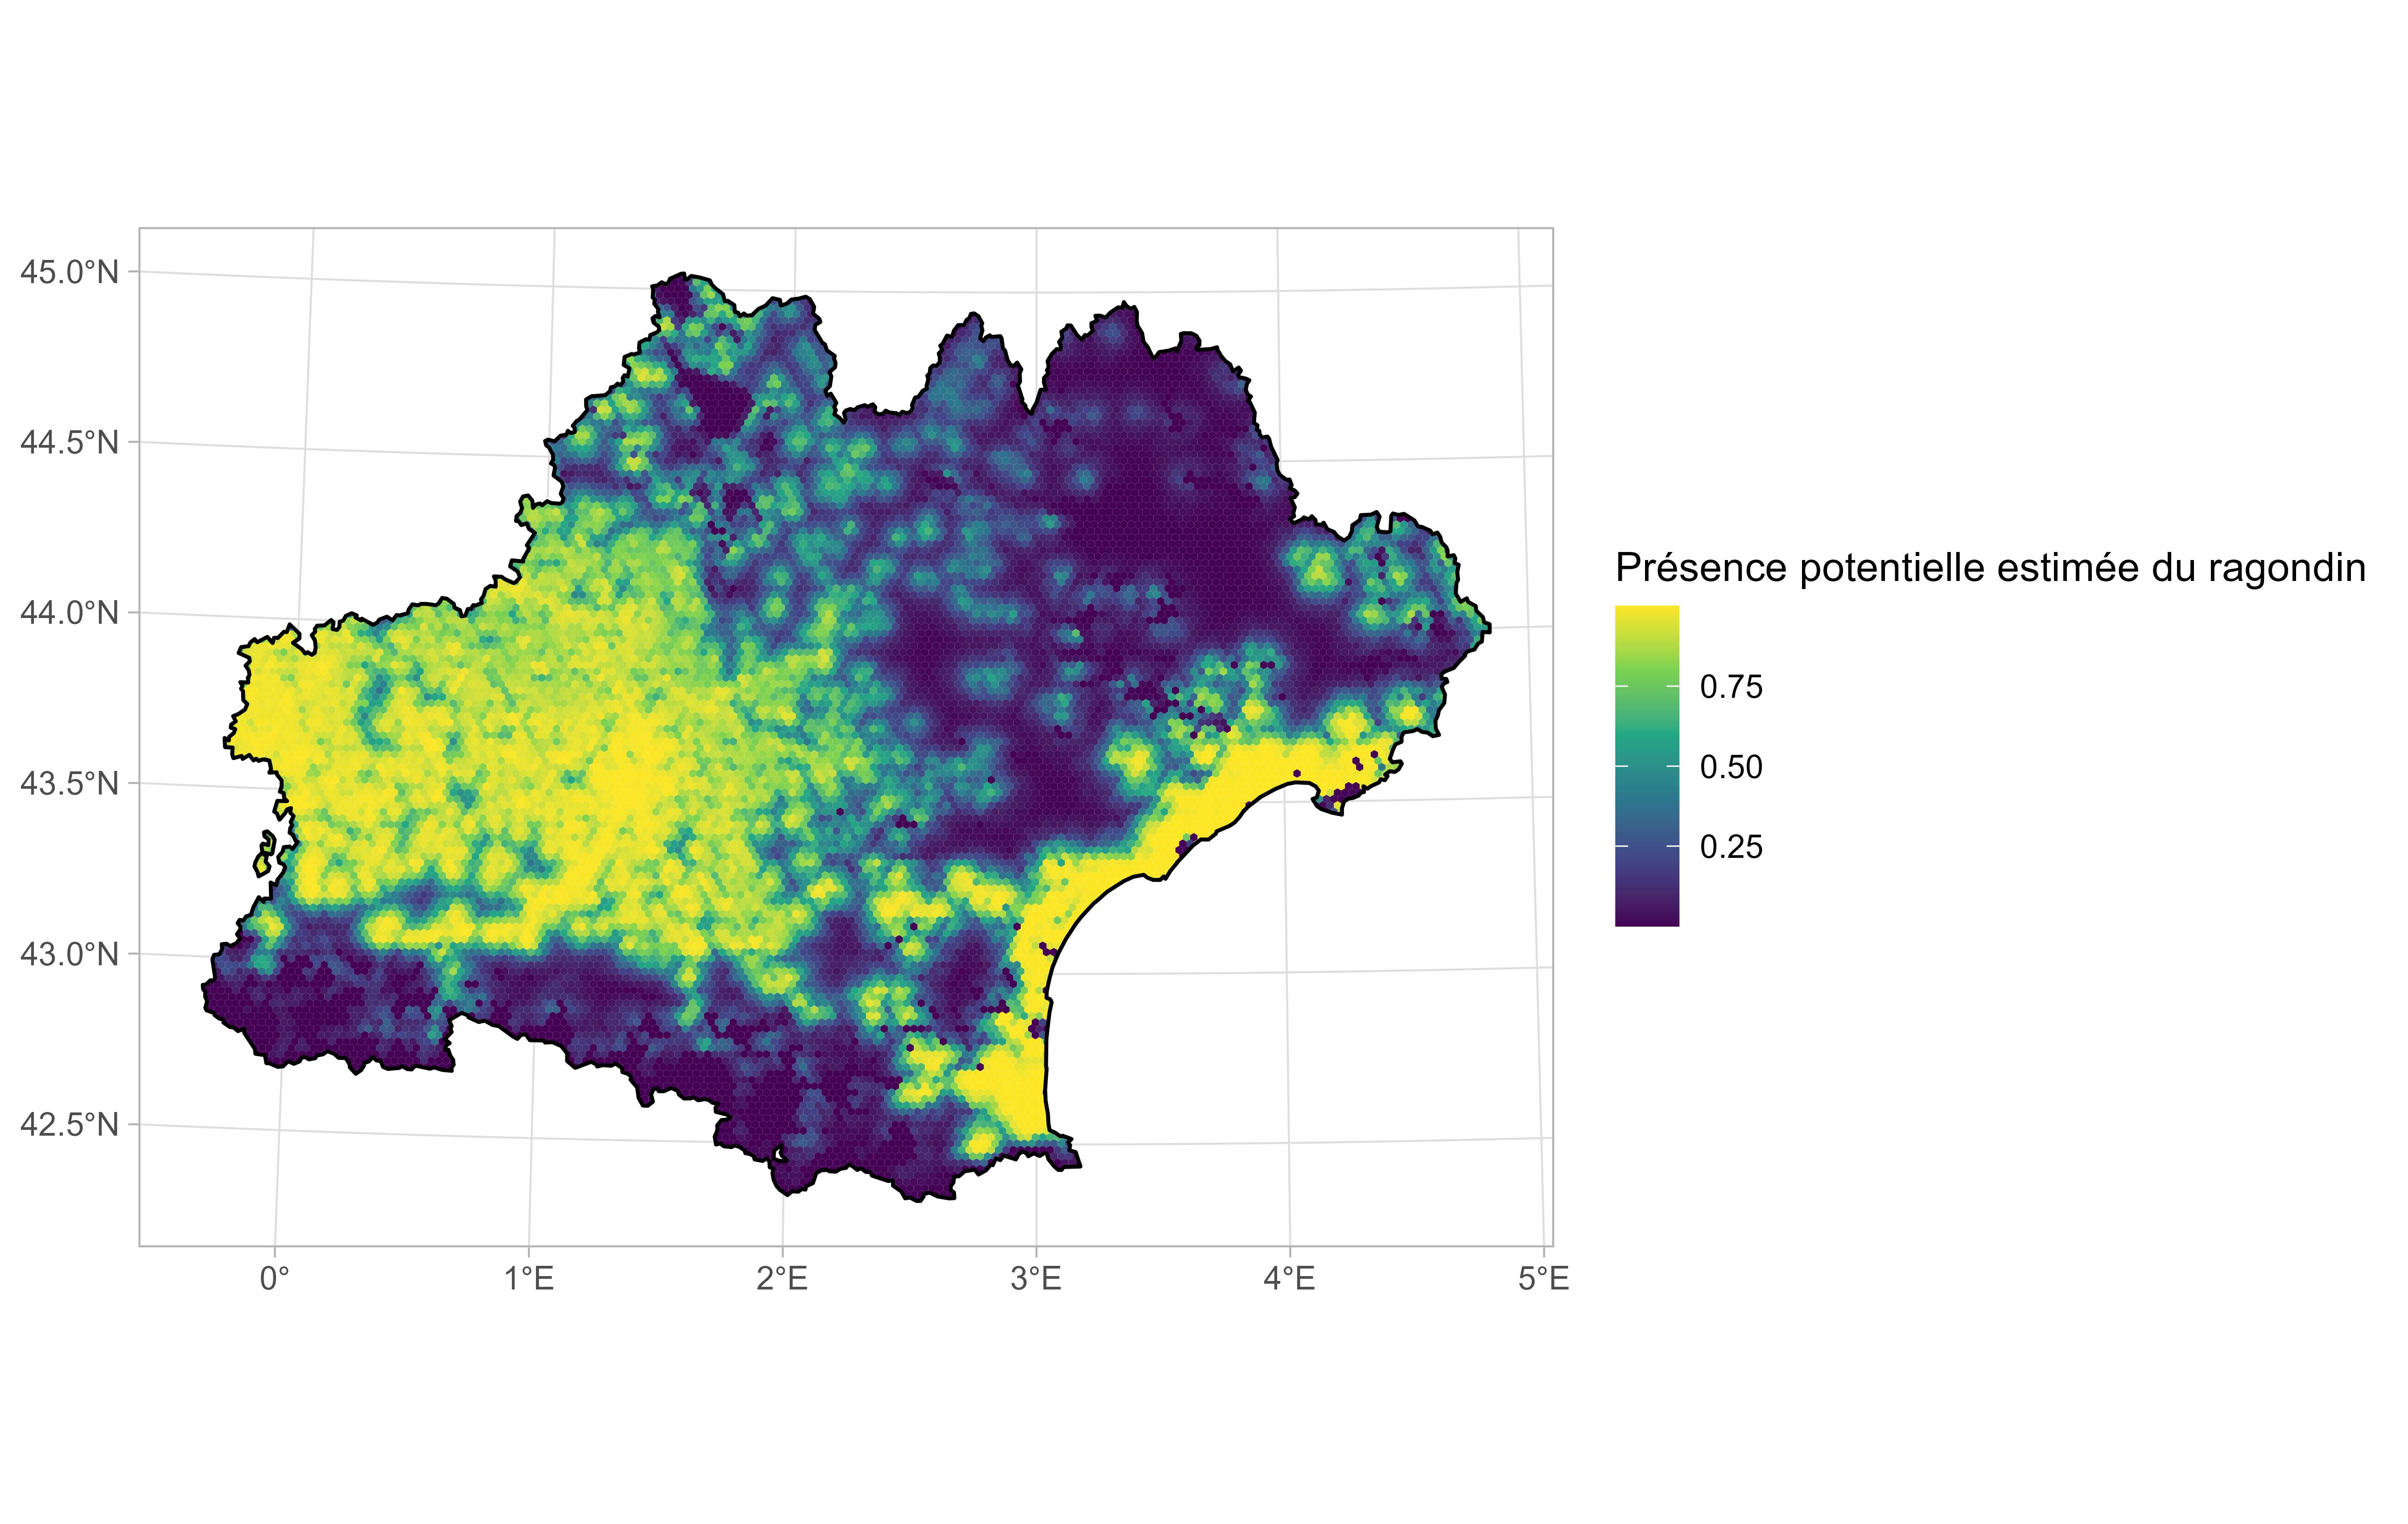 45.0°N
44.5°N
44.0°N
43.5°N
43.0°N
42.5°N
0°
1°E
2°E
3°E
4°E
5°E
Présence potentielle estimée du ragondin
0.75
0.50
0.25